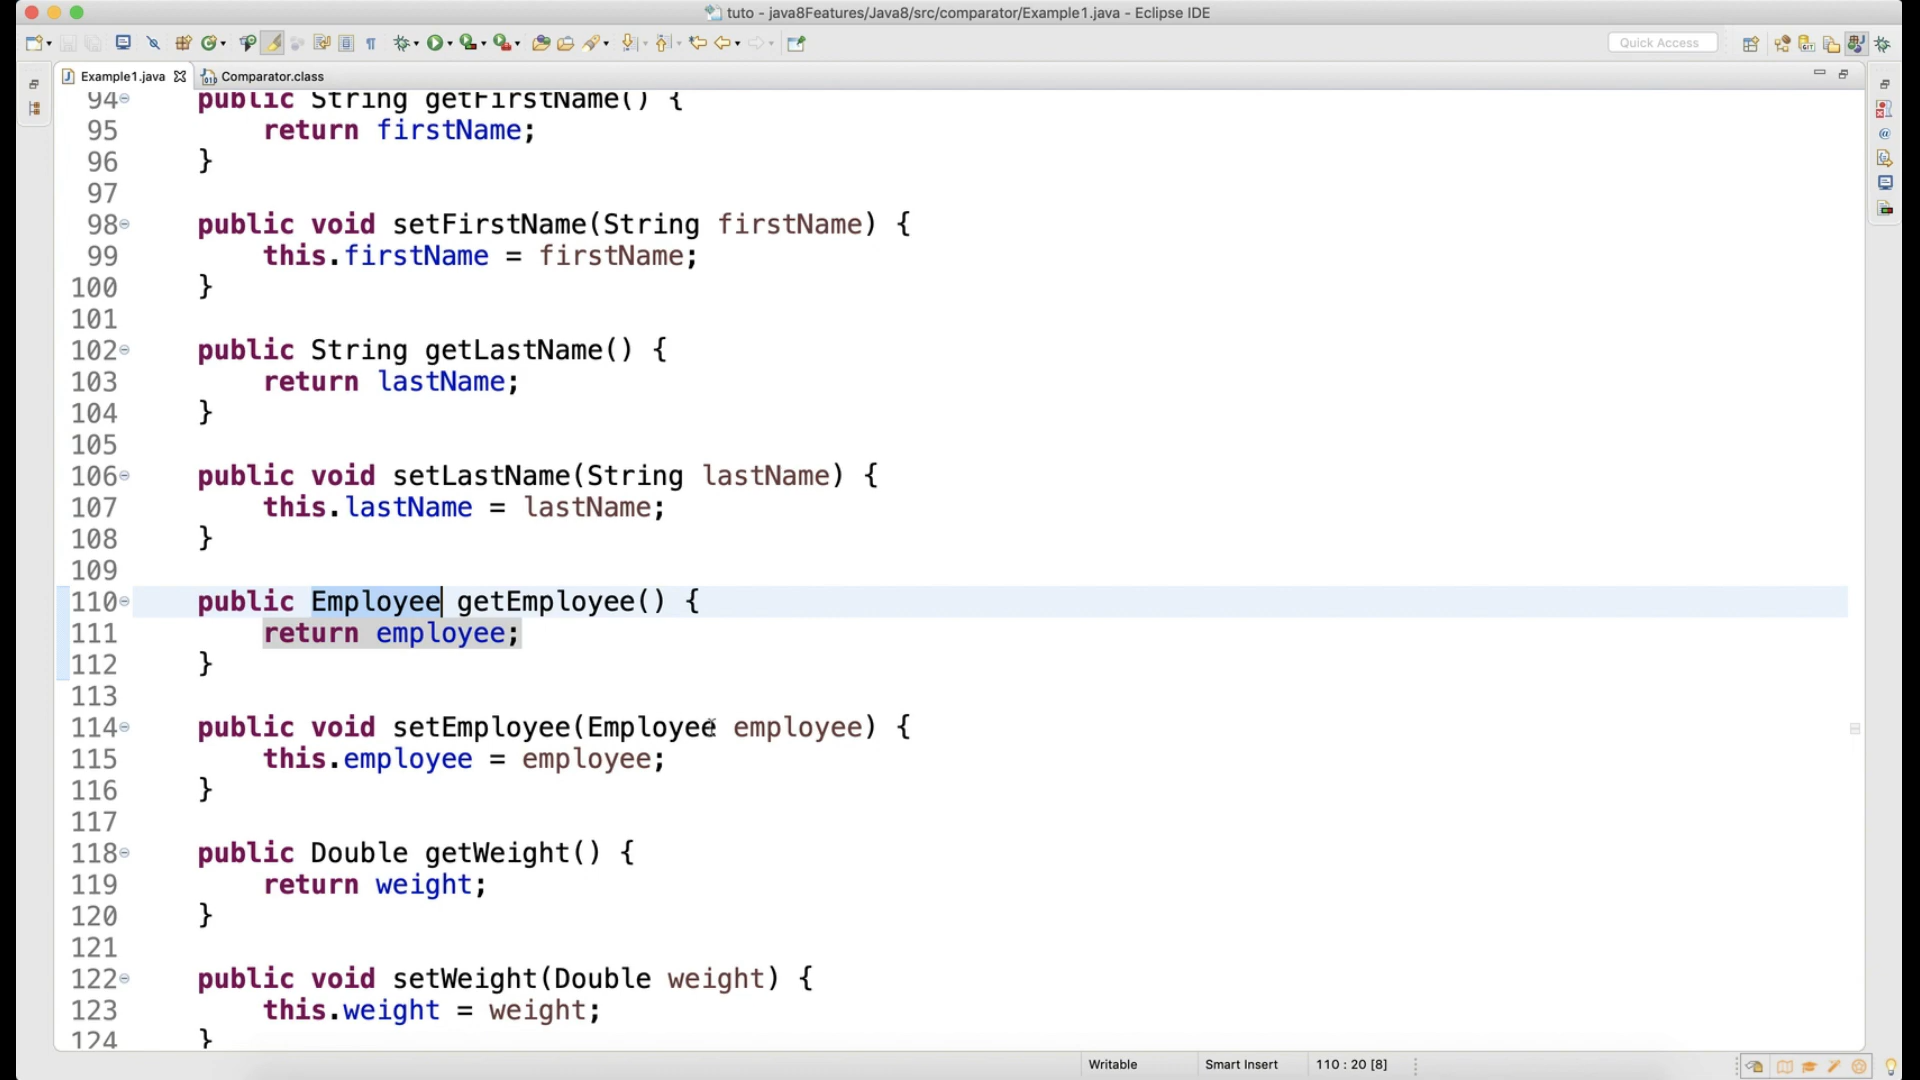 tuto - java8Features/Java8/src/comparator/Example1.java - Eclipse IDE
Quick Access
Example1.java
Comparator.class
94 public String getFirstName() {
95 return firstName;
96 }
97
98 public void setFirstName(String firstName) {
99 this.firstName = firstName;
100 }
101
102 public String getLastName() {
103 return lastName;
104 }
105
106 public void setLastName(String lastName) {
107 this.lastName = lastName;
108 }
109
110 public Employee getEmployee() {
111 return employee;
112 }
113
114 public void setEmployee(Employee employee) {
115 this.employee = employee;
116 }
117
118 public Double getWeight() {
119 return weight;
120 }
121
122 public void setWeight(Double weight) {
123 this.weight = weight;
124 }
Writable
Smart Insert
110 : 20 [8]